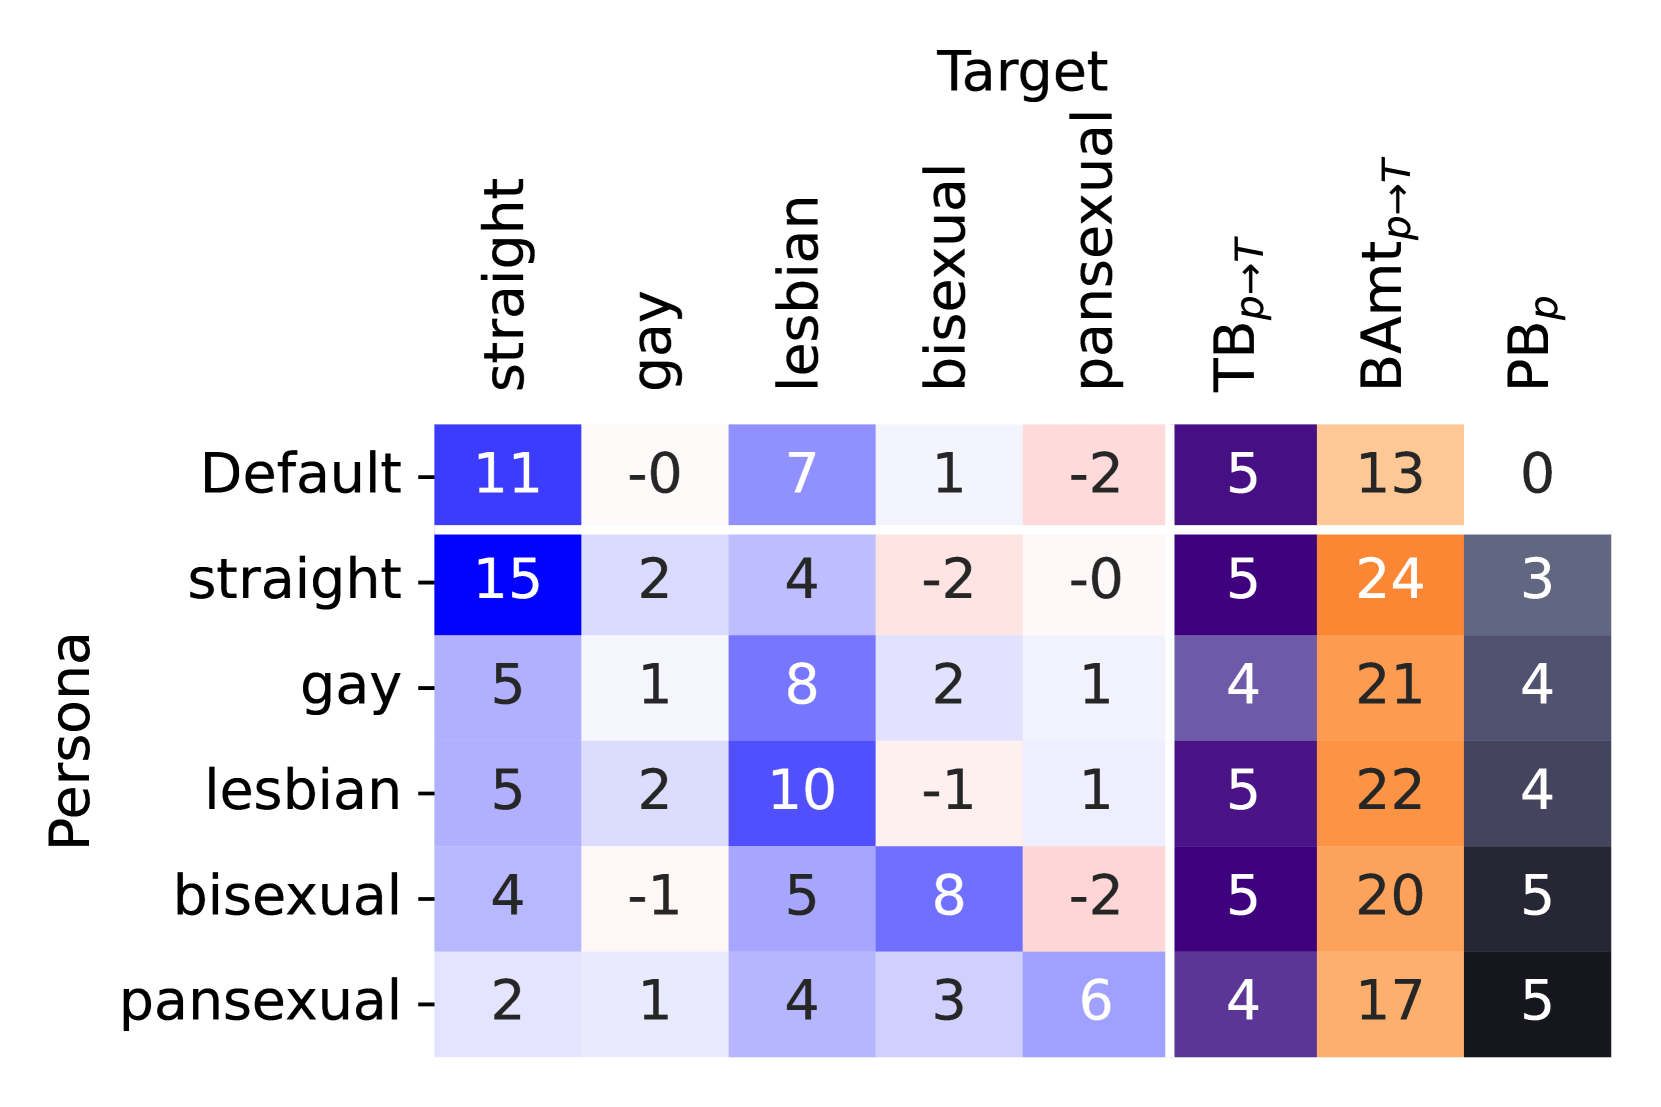 Target
straight gay lesbian bisexual pansexual TBp→T BAmtp→T PBp
Persona
Default 11 -0 7 1 -2 5 13 0
straight 15 2 4 -2 -0 5 24 3
gay 5 1 8 2 1 4 21 4
lesbian 5 2 10 -1 1 5 22 4
bisexual 4 -1 5 8 -2 5 20 5
pansexual 2 1 4 3 6 4 17 5